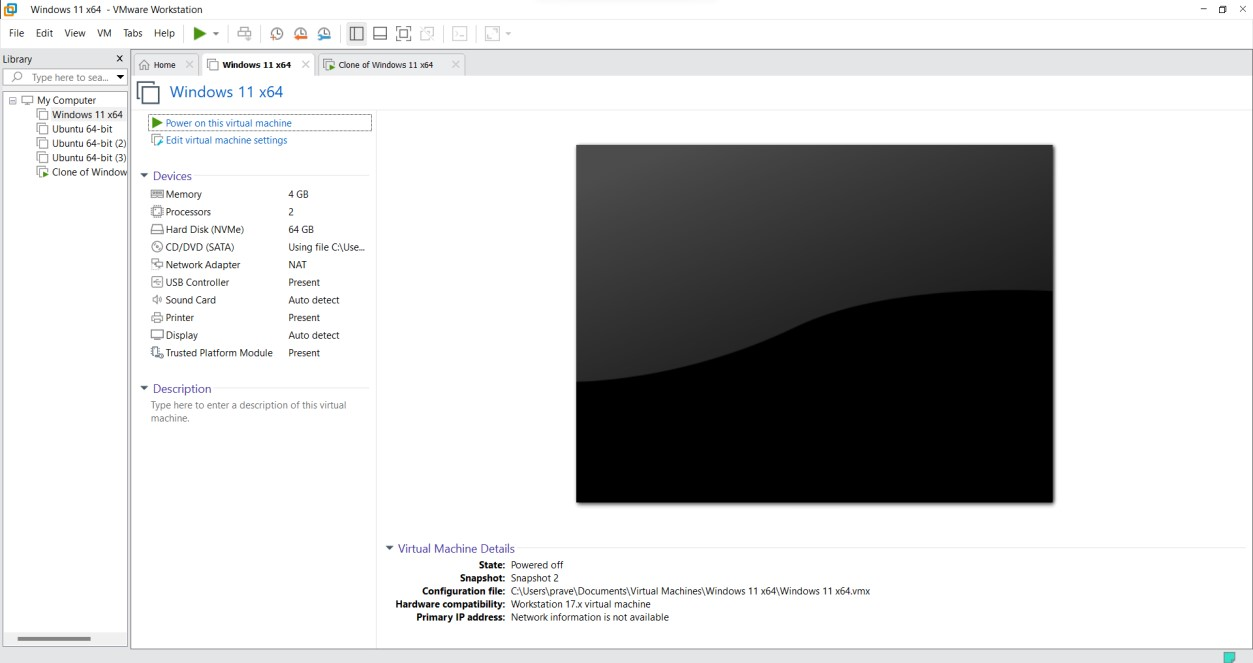 Windows 11 x64 - VMware Workstation
File Edit View VM Tabs Help
Library
Type here to sea...
My Computer
Windows 11 x64
Ubuntu 64-bit
Ubuntu 64-bit (2)
Ubuntu 64-bit (3)
Clone of Window
Home Windows 11 x64 Clone of Windows 11 x64
Windows 11 x64
Power on this virtual machine
Edit virtual machine settings
Devices
Memory 4 GB
Processors 2
Hard Disk (NVMe) 64 GB
CD/DVD (SATA) Using file C:\Use...
Network Adapter NAT
USB Controller Present
Sound Card Auto detect
Printer Present
Display Auto detect
Trusted Platform Module Present
Description
Type here to enter a description of this virtual
machine.
Virtual Machine Details
State: Powered off
Snapshot: Snapshot 2
Configuration file: C:\Users\prave\Documents\Virtual Machines\Windows 11 x64\Windows 11 x64.vmx
Hardware compatibility: Workstation 17.x virtual machine
Primary IP address: Network information is not available